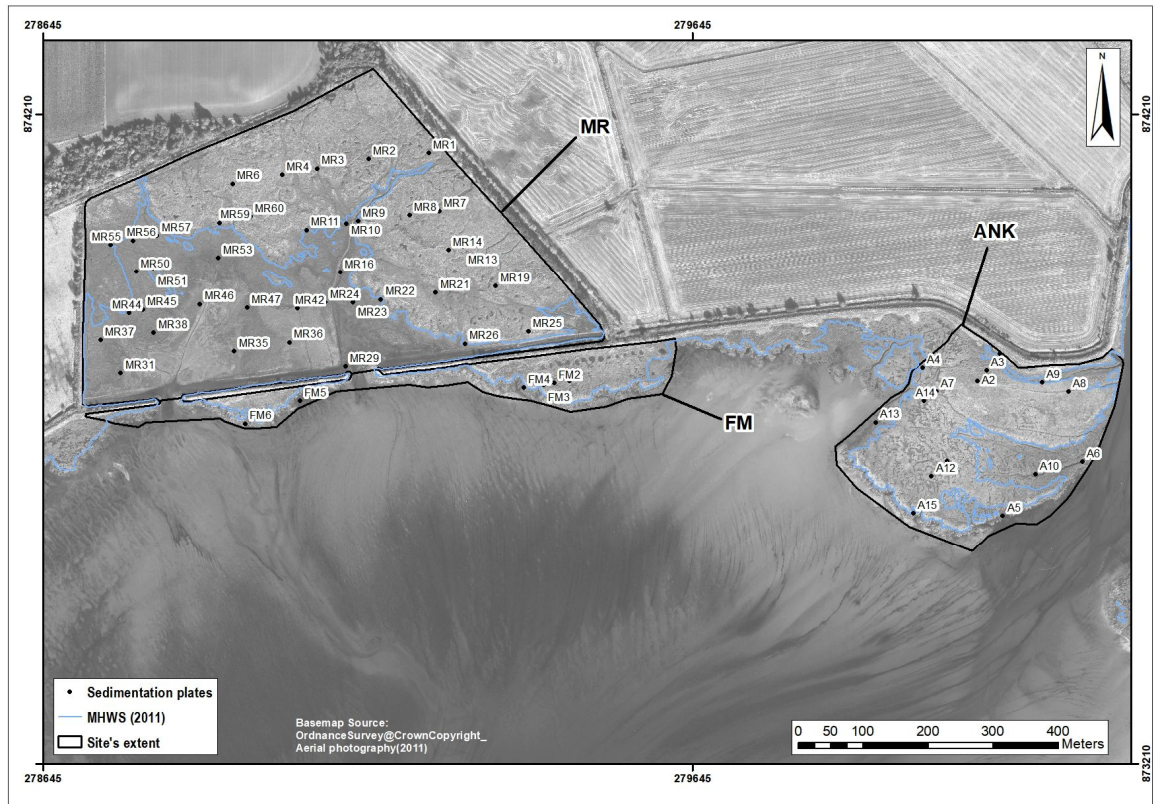 278645
279645
N
874210
874210
MR
MR1
MR2
MR3
MR4
MR6
MR8
MR7
MR59
MR60
MR9
MR11
MR10
MR57
MR56
MR55
ANK
MR14
MR13
MR53
MR50
MR51
MR16
MR19
MR21
MR22
MR24
MR23
MR42
MR46
MR47
MR44
MR45
MR38
MR37
MR25
MR26
MR36
MR35
MR29
MR31
A4
A3
A2
A9
A7
A8
A14
FM4
FM2
FM3
FM5
FM6
FM
A13
A6
A12
A10
A15
A5
Sedimentation plates
MHWS (2011)
Site's extent
Basemap Source:
OrdnanceSurvey@CrownCopyright_
Aerial photography(2011)
0 50 100 200 300 400
Meters
873210
278645
279645